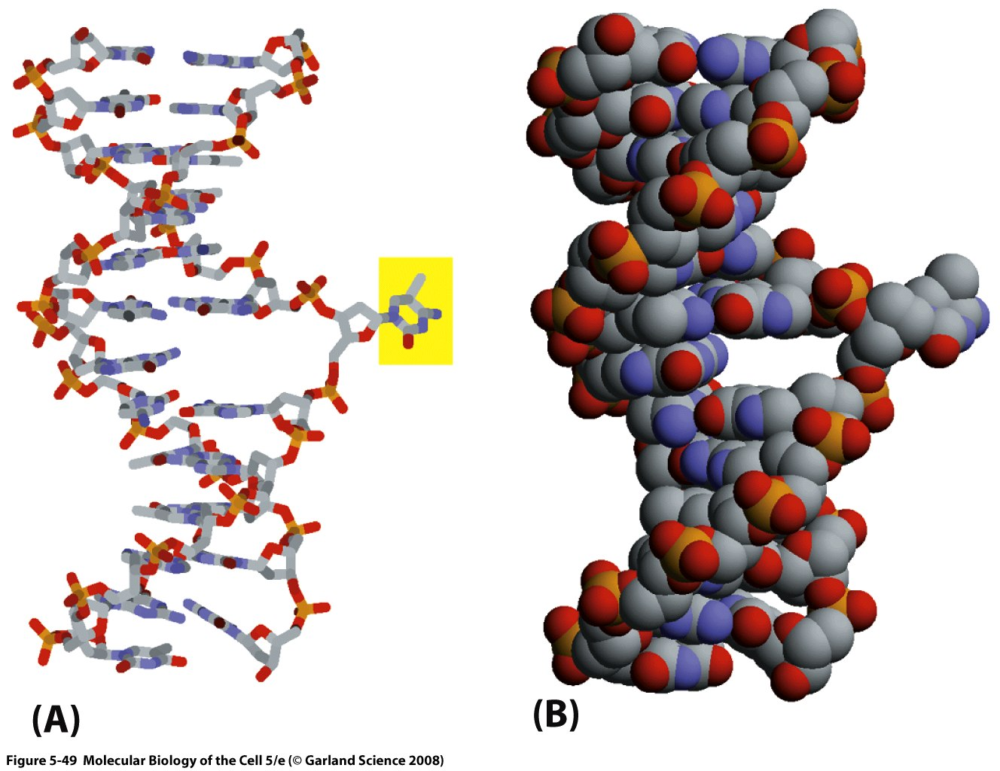 (A)
(B)
Figure 5-49 Molecular Biology of the Cell 5/e (© Garland Science 2008)